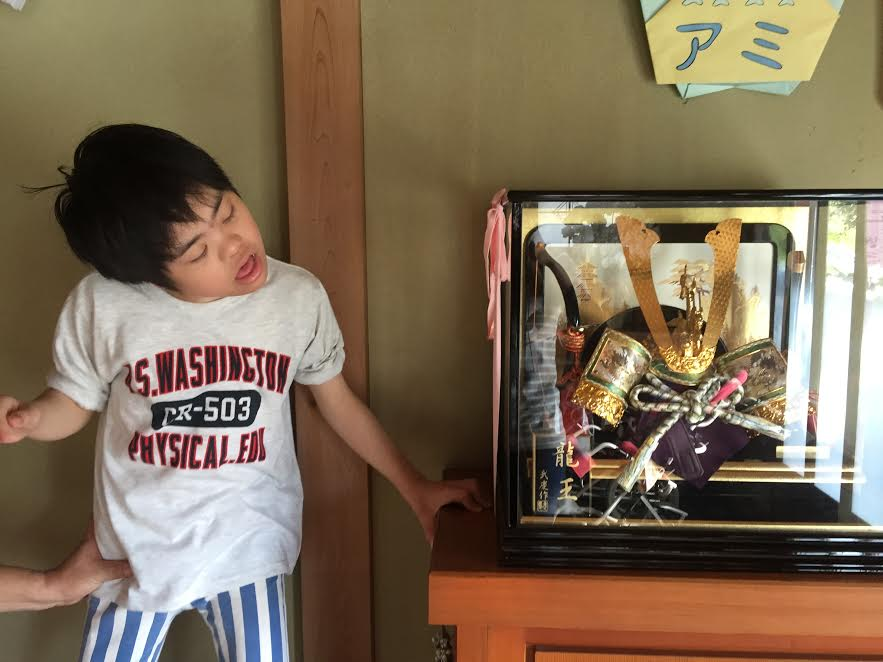 アミ
U.S.WASHINGTON
DR-503
PHYSICAL.EDU
龍王